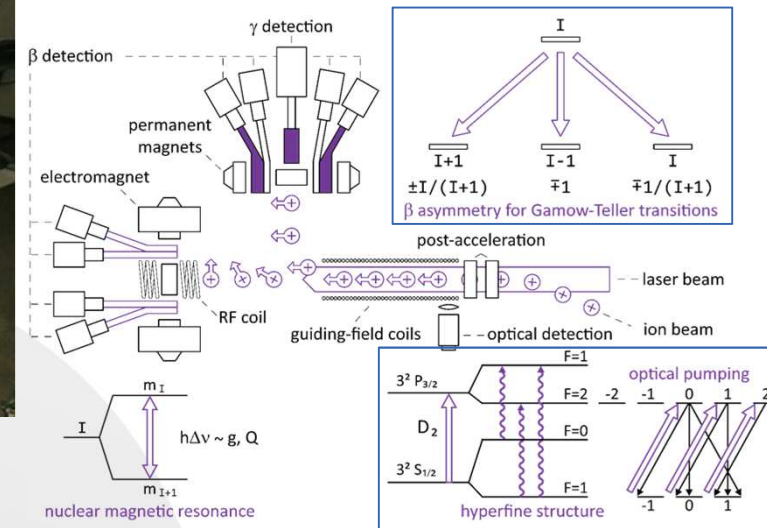 γ detection
β detection
permanent
magnets
electromagnet
RF coil
guiding-field coils
post-acceleration
laser beam
ion beam
optical detection
I
I+1 I-1 I
±I/(I+1) ∓1 ∓1/(I+1)
β asymmetry for Gamow-Teller transitions
I
m I
hΔν ~ g, Q
m I+1
nuclear magnetic resonance
3² P3/2
D2
3² S1/2
F=1
F=2
F=0
F=1
hyperfine structure
optical pumping
-2 -1 0 1 2
-1 0 1